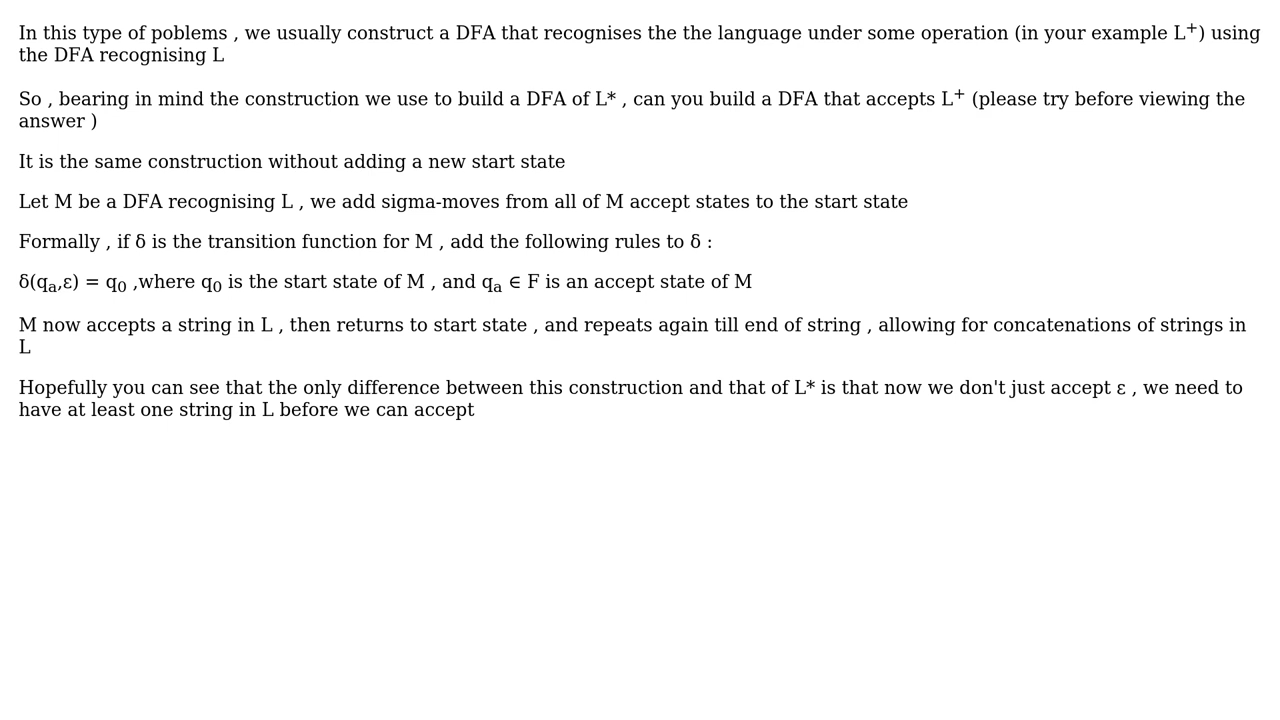 In this type of poblems , we usually construct a DFA that recognises the the language under some operation (in your example L⁺) using
the DFA recognising L
So , bearing in mind the construction we use to build a DFA of L* , can you build a DFA that accepts L⁺ (please try before viewing the
answer )
It is the same construction without adding a new start state
Let M be a DFA recognising L , we add sigma-moves from all of M accept states to the start state
Formally , if δ is the transition function for M , add the following rules to δ :
δ(qₐ,ε) = q₀ ,where q₀ is the start state of M , and qₐ ∈ F is an accept state of M
M now accepts a string in L , then returns to start state , and repeats again till end of string , allowing for concatenations of strings in
L
Hopefully you can see that the only difference between this construction and that of L* is that now we don't just accept ε , we need to
have at least one string in L before we can accept